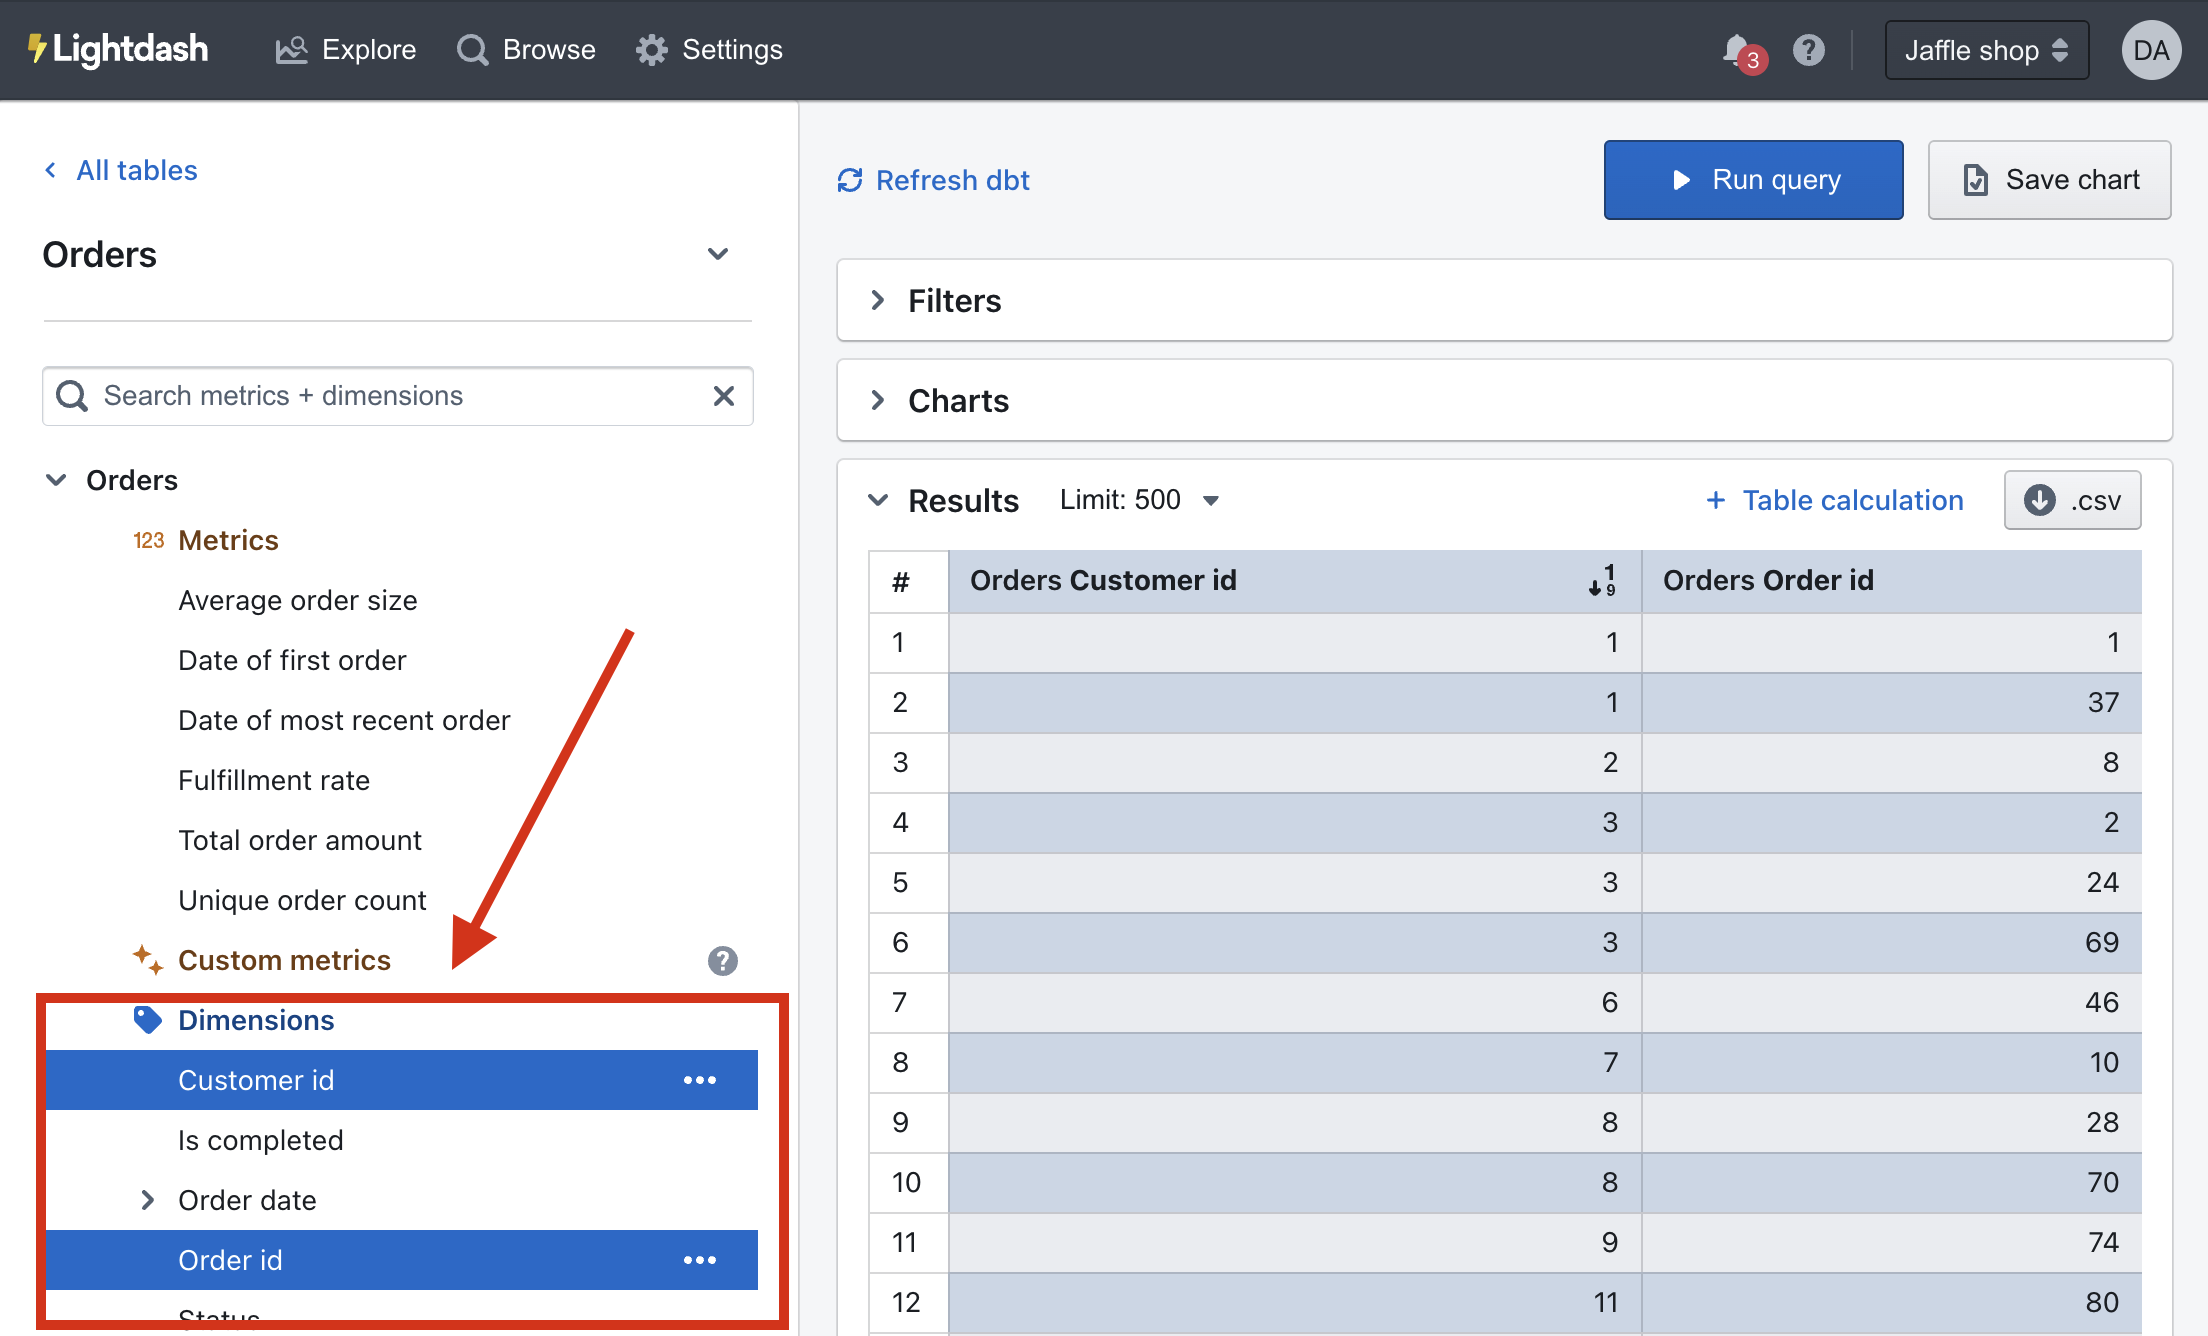 Lightdash Explore Browse Settings 3 ? Jaffle shop DA
All tables
Orders
Search metrics + dimensions
Orders
123 Metrics
Average order size
Date of first order
Date of most recent order
Fulfillment rate
Total order amount
Unique order count
Custom metrics ?
Dimensions
Customer id
Is completed
Order date
Order id
Status
Refresh dbt Run query Save chart
Filters
Charts
Results Limit: 500 + Table calculation .csv
# Orders Customer id 1 9 Orders Order id
1 1 1
2 1 37
3 2 8
4 3 2
5 3 24
6 3 69
7 6 46
8 7 10
9 8 28
10 8 70
11 9 74
12 11 80